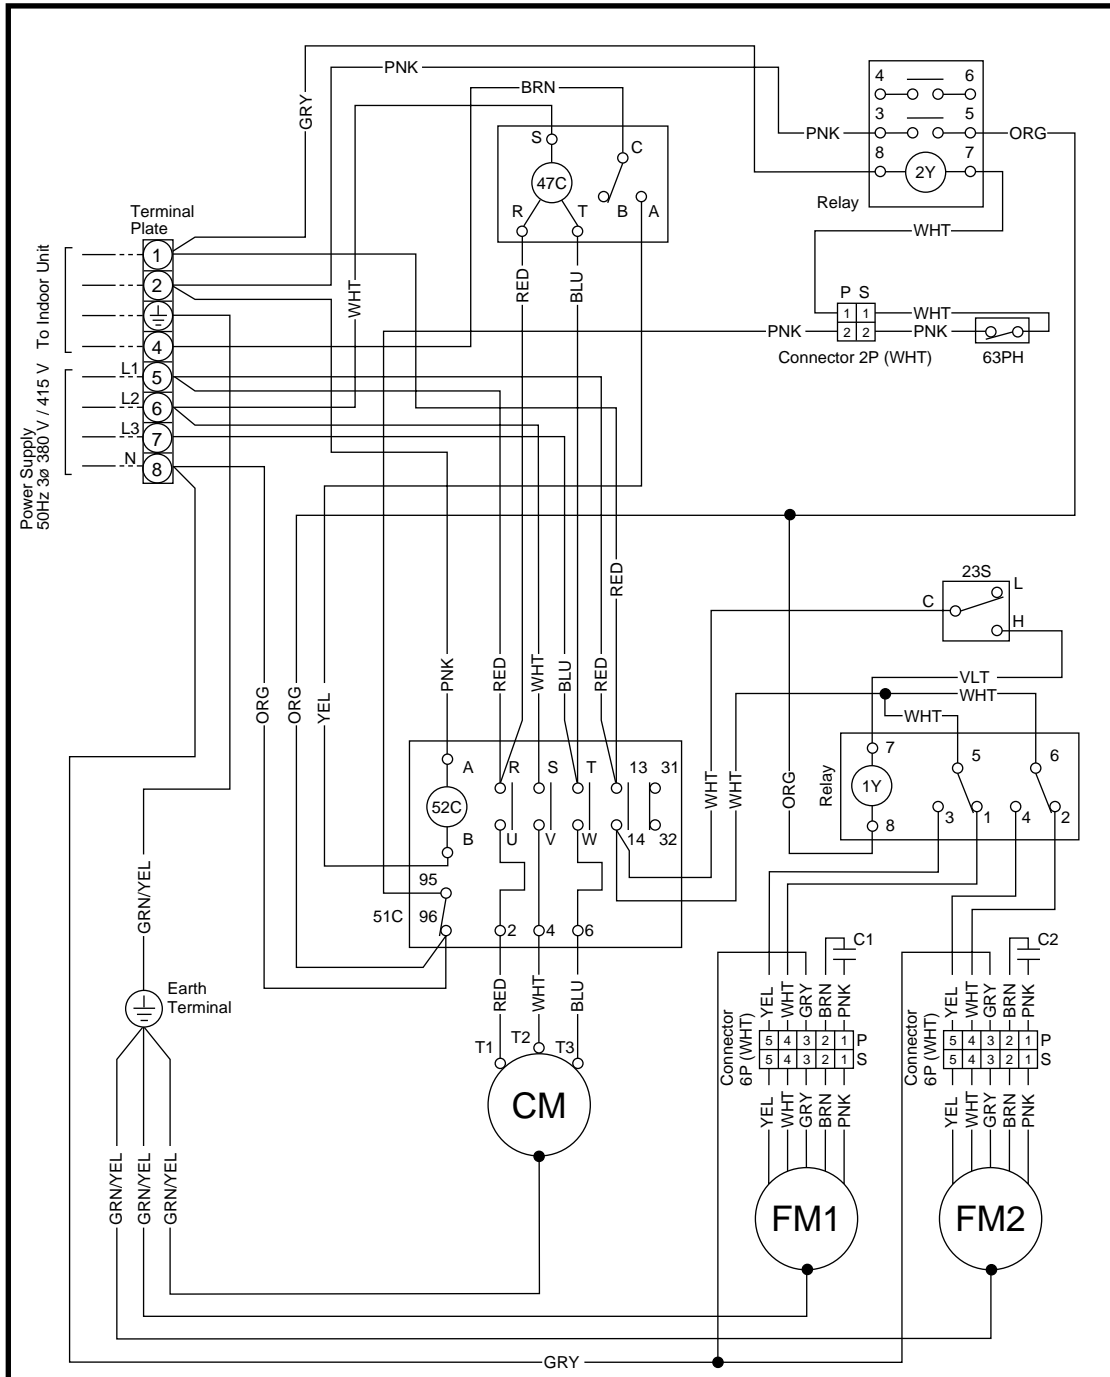 PNK
BRN
GRY
4 6
3 5
PNK
ORG
8 7
2Y
Relay
S
C
47C
R T B A
WHT
Terminal
Plate
1
2
4
5
6
7
8
To Indoor Unit
L1
L2
L3
N
Power Supply
50Hz 3ø 380 V / 415 V
WHT
RED
BLU
P S
1 1
2 2
WHT
PNK
PNK
Connector 2P (WHT)
63PH
RED
23S
L
C
H
VLT
WHT
WHT
ORG
ORG
YEL
PNK
RED
WHT
BLU
RED
WHT
WHT
ORG
Relay
7 5 6
1Y
8 3 1 4 2
A R S T 13 31
52C
B U V W 14 32
95
51C 96
2 4 6
GRN/YEL
Earth
Terminal
RED
WHT
BLU
T1 T2 T3
CM
C1
YEL
WHT
GRY
BRN
PNK
Connector
6P (WHT)
5 4 3 2 1 P
5 4 3 2 1 S
YEL
WHT
GRY
BRN
PNK
FM1
C2
YEL
WHT
GRY
BRN
PNK
Connector
6P (WHT)
5 4 3 2 1 P
5 4 3 2 1 S
YEL
WHT
GRY
BRN
PNK
FM2
GRN/YEL
GRN/YEL
GRN/YEL
GRY